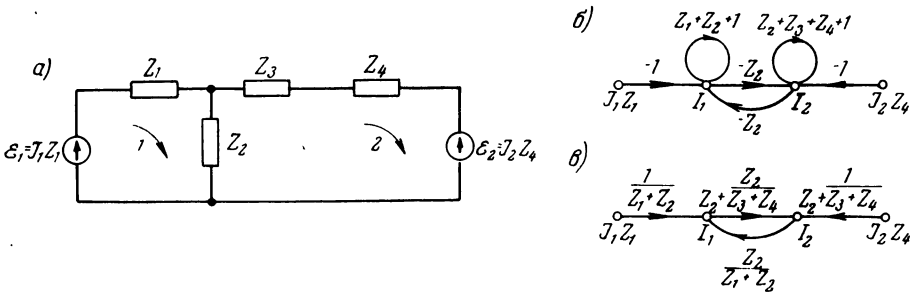 а)
Z₁
Z₃
Z₄
ε₁=J₁Z₁
1
Z₂
2
ε₂=J₂Z₄
б)
Z₁+Z₂+1
Z₂+Z₃+Z₄+1
-1
-Z₂
-1
J₁Z₁
I₁
I₂
J₂Z₄
-Z₂
в)
1/(Z₁+Z₂)
Z₂/(Z₂+Z₃+Z₄)
1/(Z₂+Z₃+Z₄)
J₁Z₁
I₁
I₂
J₂Z₄
Z₂/(Z₁+Z₂)